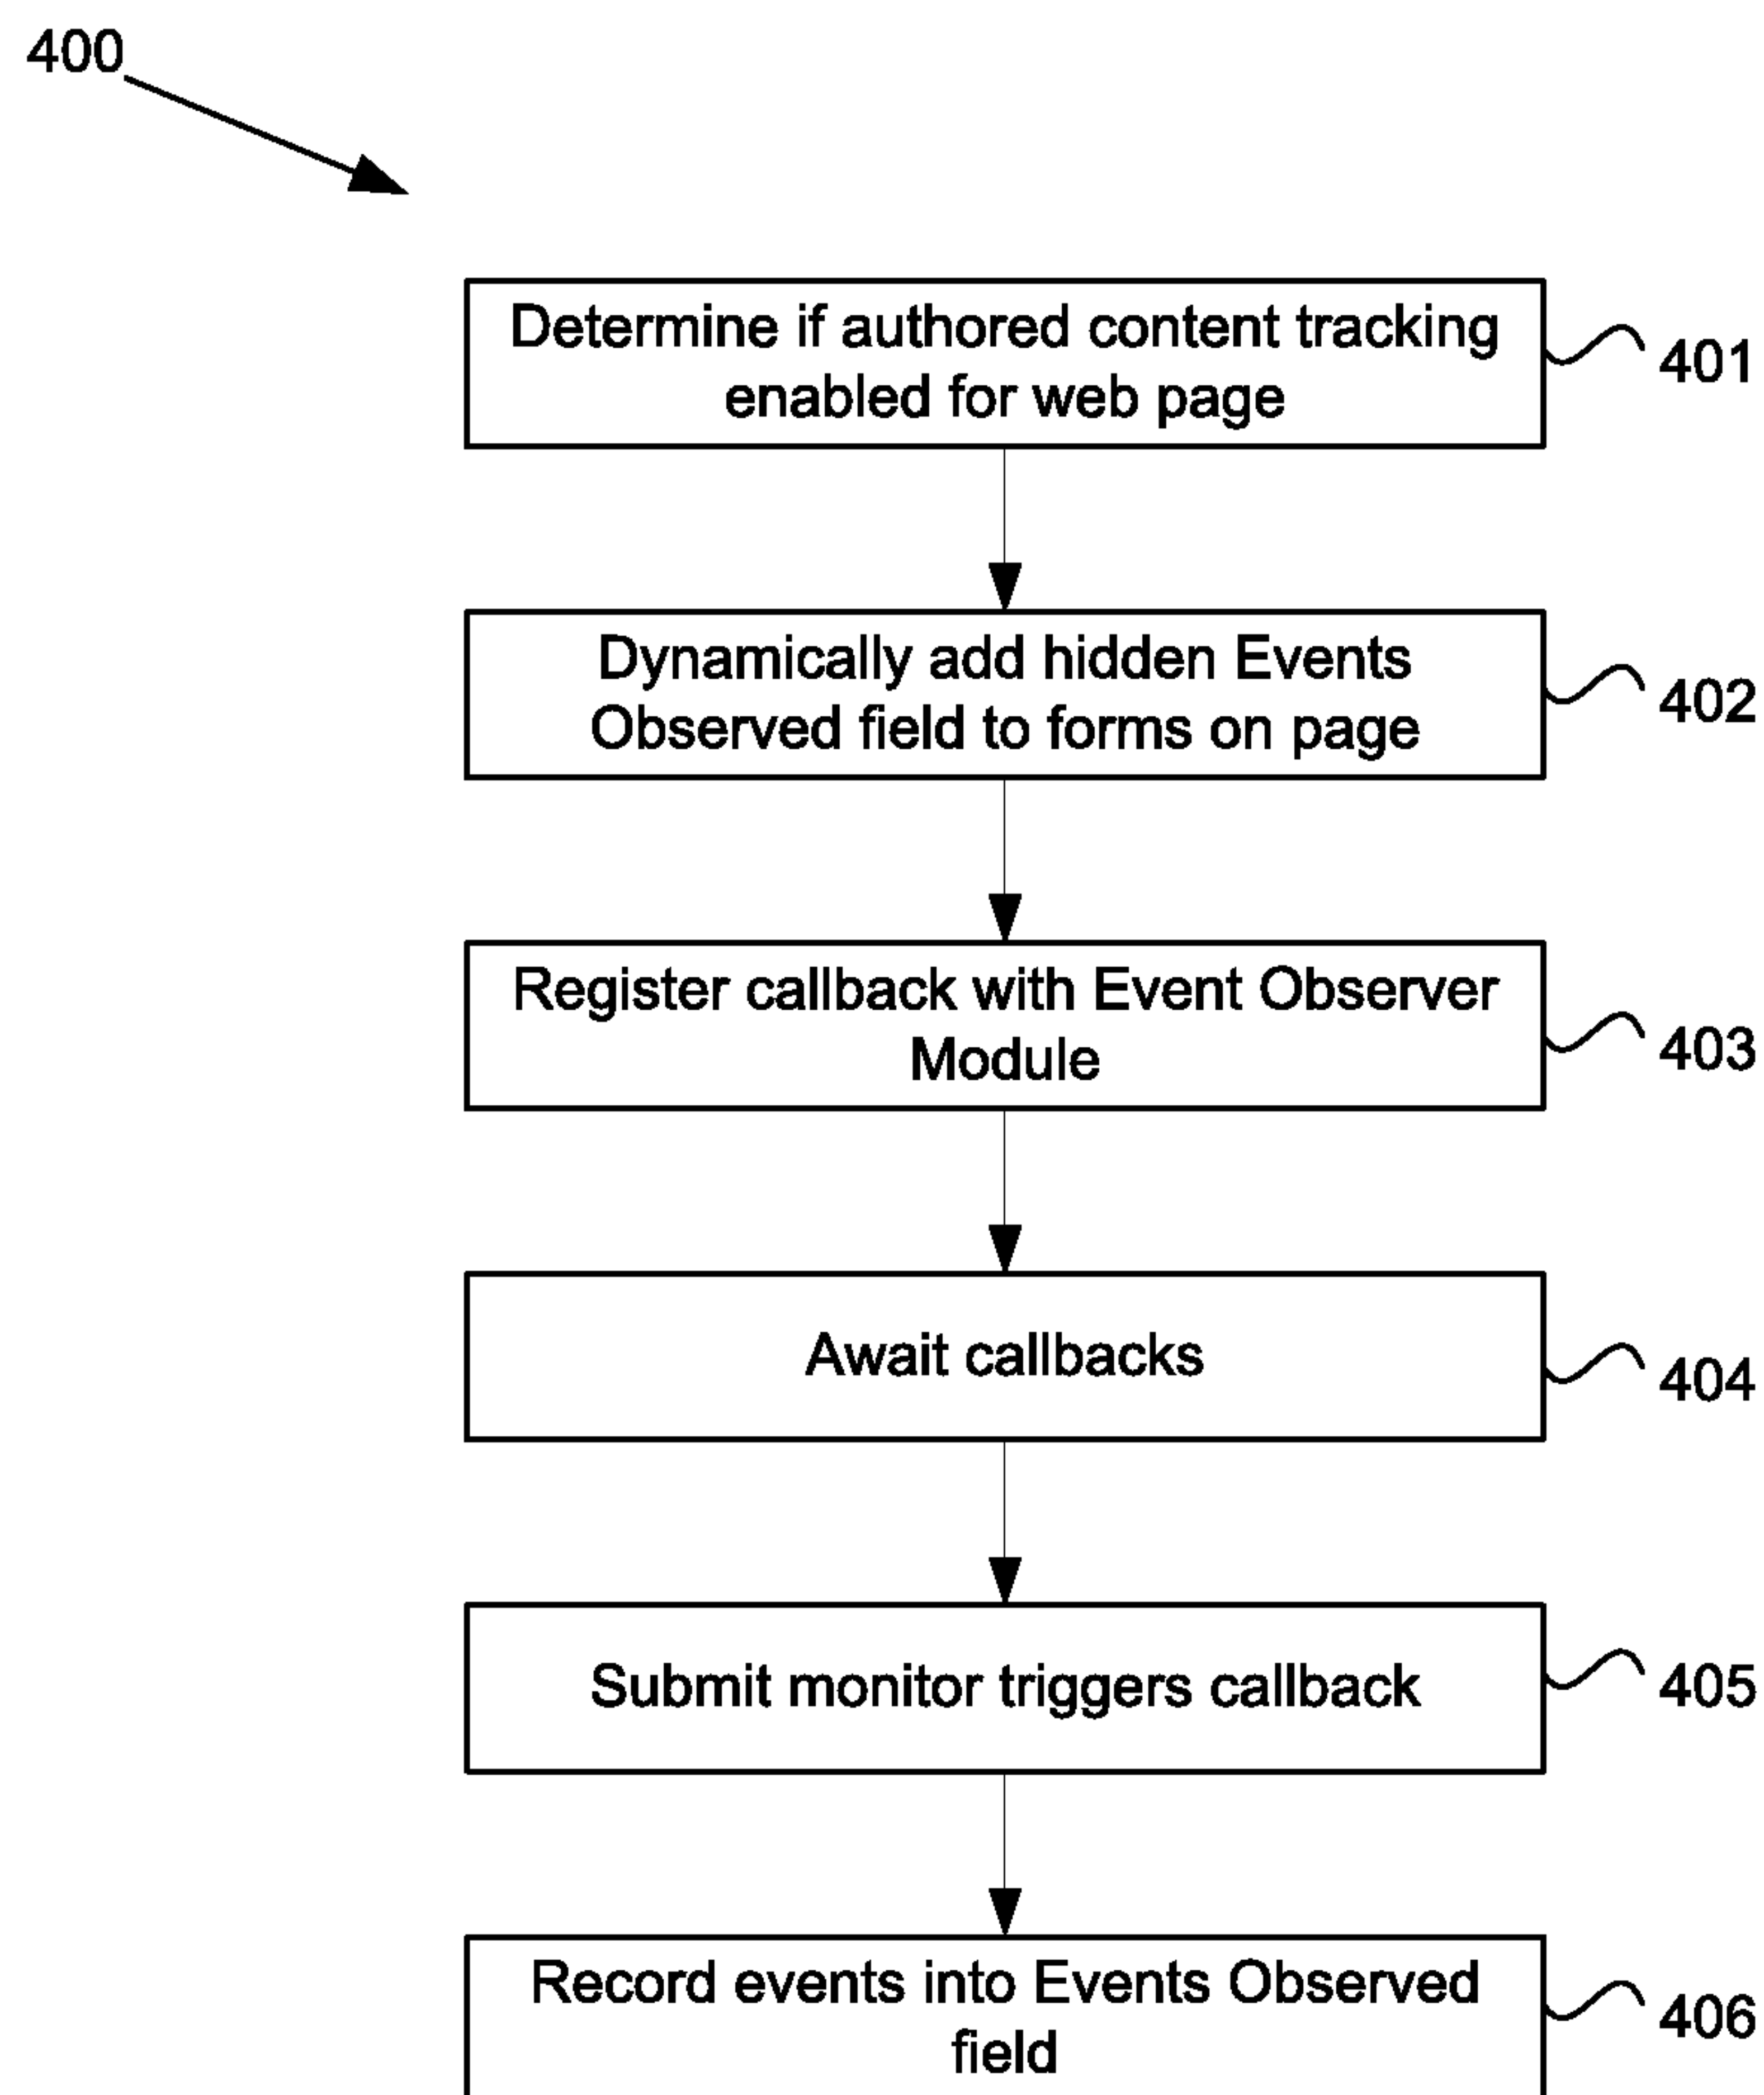 400
Determine if authored content tracking
enabled for web page
401
Dynamically add hidden Events
Observed field to forms on page
402
Register callback with Event Observer
Module
403
Await callbacks
404
Submit monitor triggers callback
405
Record events into Events Observed
field
406